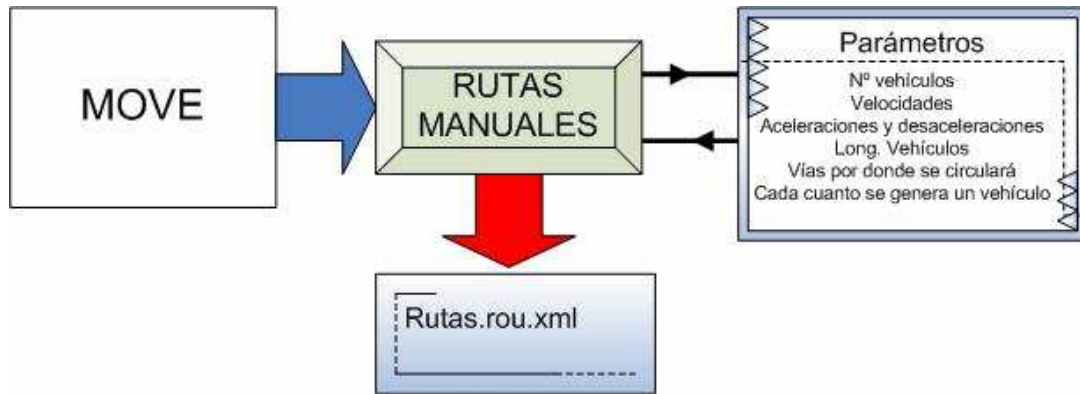 MOVE
RUTAS
MANUALES
Parámetros
Nº vehículos
Velocidades
Aceleraciones y desaceleraciones
Long. Vehículos
Vías por donde se circulará
Cada cuanto se genera un vehículo
Rutas.rou.xml